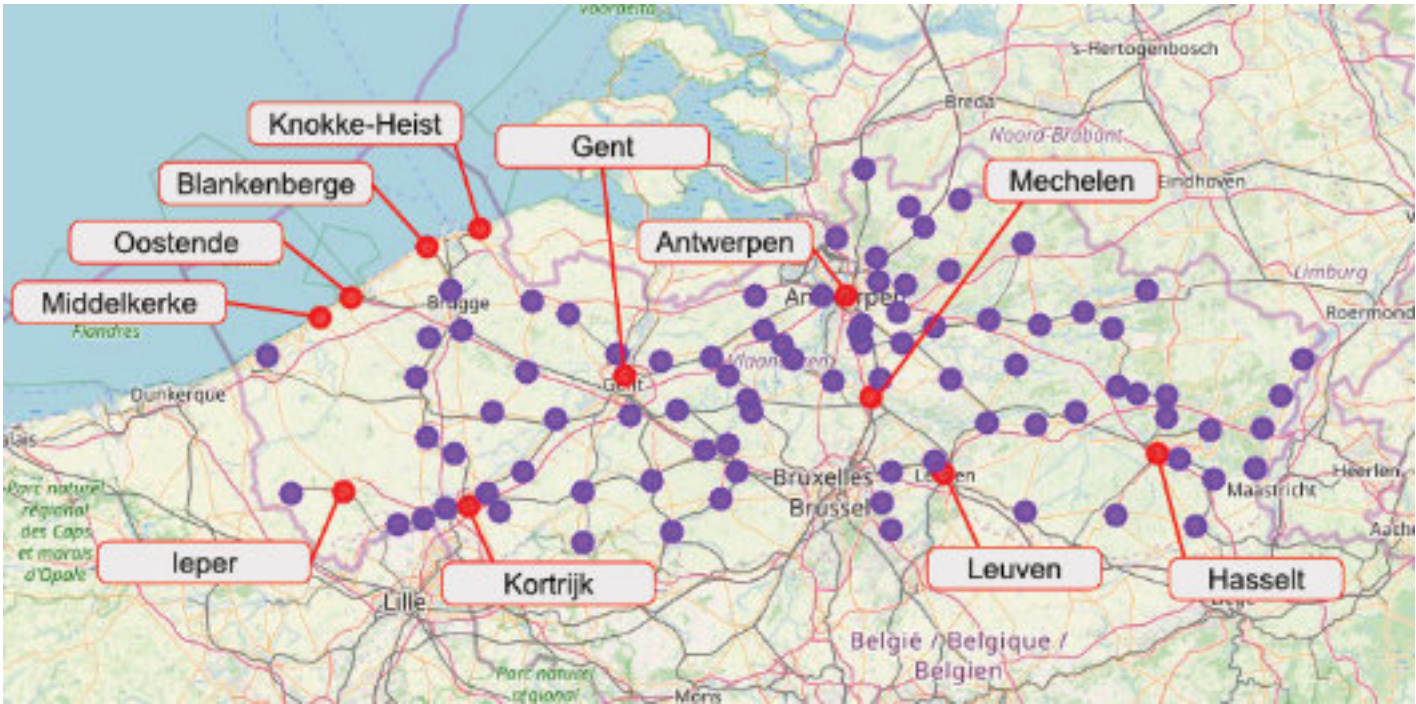 Voordelta
's-Hertogenbosch
Breda
Noord-Brabant
Knokke-Heist
Gent
Mechelen
Eindhoven
Blankenberge
Oostende
Antwerpen
Limburg
Middelkerke
Brugge
Roermond
Vlaanderen
Gent
Dunkerque
Bruxelles
Brussel
Maastricht
Heerlen
Parc naturel
régional
des Caps
et marais
d'Opale
Ieper
Kortrijk
Leuven
Hasselt
Lille
België / Belgique /
Belgien
Parc naturel
régional
Mons